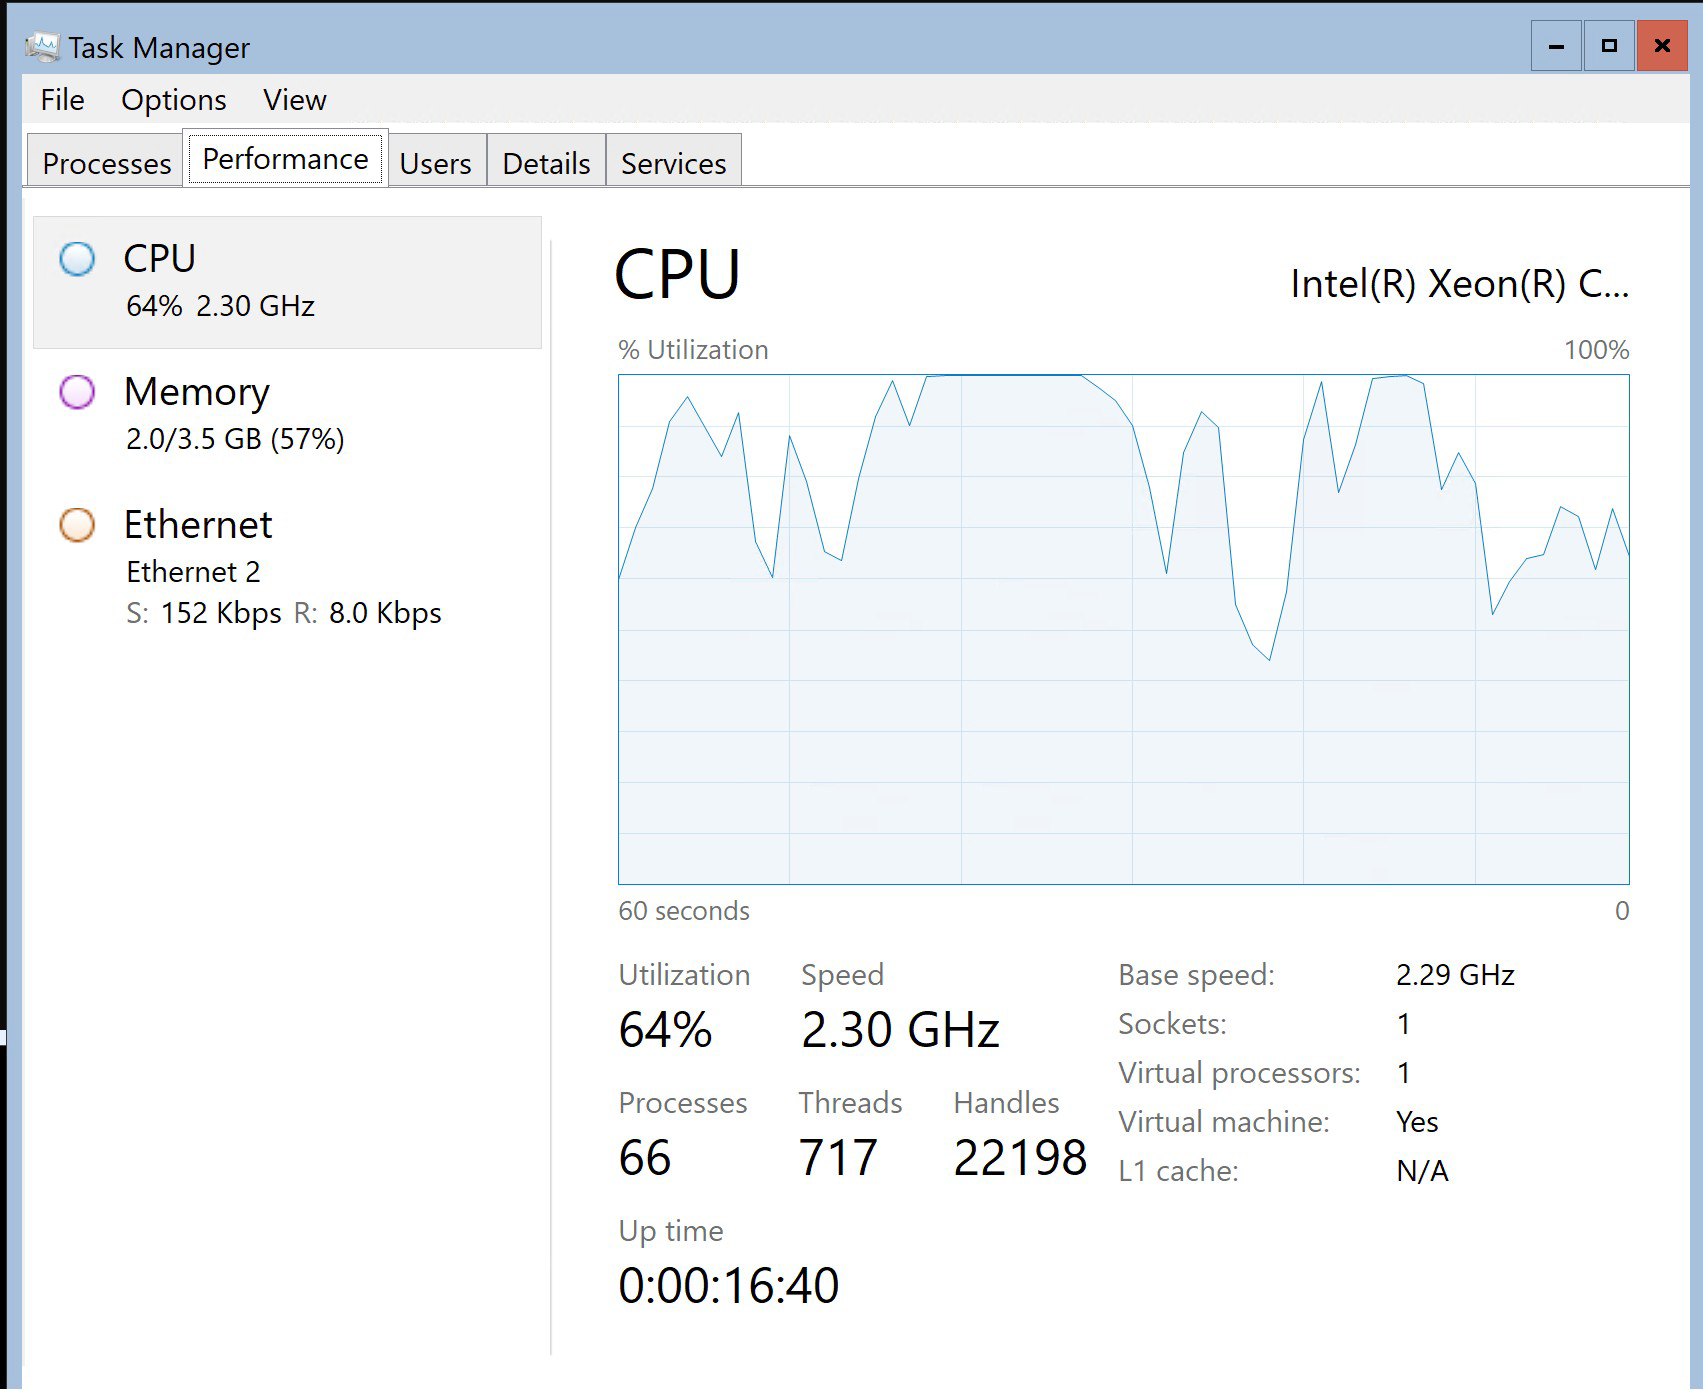 Task Manager
File Options View
Processes Performance Users Details Services
CPU
64% 2.30 GHz
Memory
2.0/3.5 GB (57%)
Ethernet
Ethernet 2
S: 152 Kbps R: 8.0 Kbps
CPU Intel(R) Xeon(R) C...
% Utilization 100%
60 seconds 0
Utilization Speed
64% 2.30 GHz
Processes Threads Handles
66 717 22198
Up time
0:00:16:40
Base speed: 2.29 GHz
Sockets: 1
Virtual processors: 1
Virtual machine: Yes
L1 cache: N/A